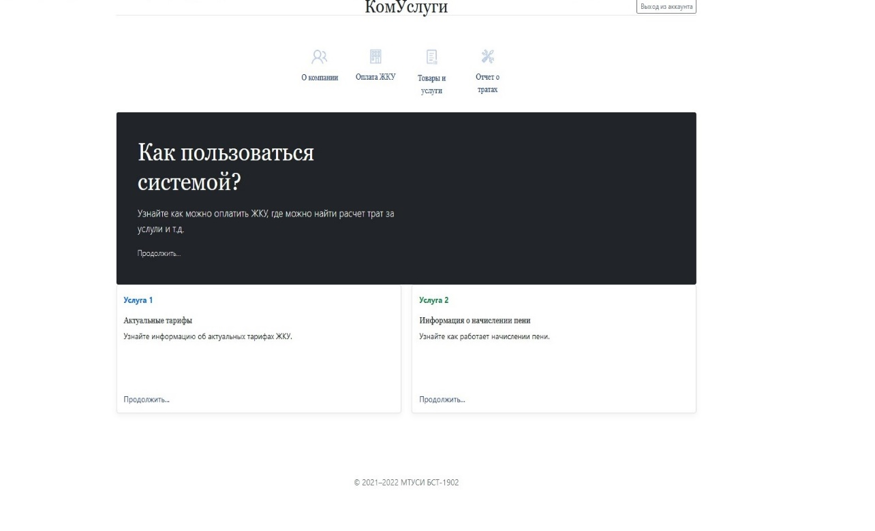 КомУслуги
Выход из аккаунта
О компании
Оплата ЖКУ
Товары и
услуги
Отчет о
тратах
Как пользоваться
системой?
Узнайте как можно оплатить ЖКУ, где можно найти расчет трат за
услули и т.д.
Продолжить...
Услуга 1
Актуальные тарифы
Узнайте информацию об актуальных тарифах ЖКУ.
Продолжить...
Услуга 2
Информация о начислении пени
Узнайте как работает начислении пени.
Продолжить...
© 2021–2022 МТУСИ БСТ-1902